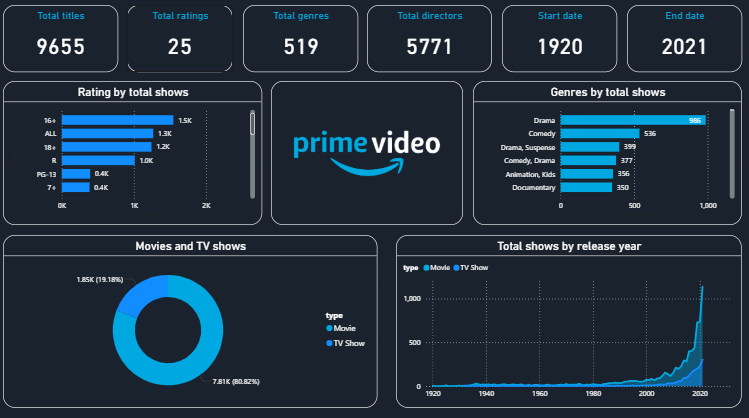 Total titles
9655
Total ratings
25
Total genres
519
Total directors
5771
Start date
1920
End date
2021
Rating by total shows
16+ 1.5K
ALL 1.3K
18+ 1.2K
R 1.0K
PG-13 0.4K
7+ 0.4K
0K 1K 2K
prime video
Genres by total shows
Drama 986
Comedy 536
Drama, Suspense 399
Comedy, Drama 377
Animation, Kids 356
Documentary 350
0 500 1,000
Movies and TV shows
1.85K (19.18%)
7.81K (80.82%)
type
Movie
TV Show
Total shows by release year
type Movie TV Show
1,000
500
0
1920 1940 1960 1980 2000 2020